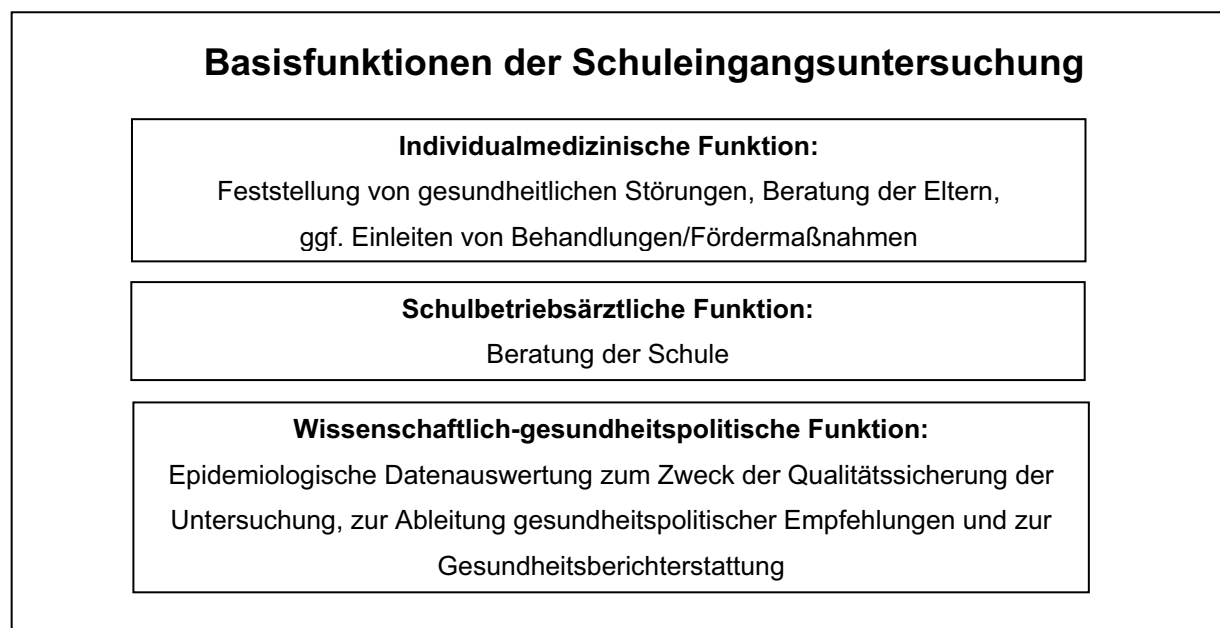 Basisfunktionen der Schuleingangsuntersuchung
Individualmedizinische Funktion:
Feststellung von gesundheitlichen Störungen, Beratung der Eltern,
ggf. Einleiten von Behandlungen/Fördermaßnahmen
Schulbetriebsärztliche Funktion:
Beratung der Schule
Wissenschaftlich-gesundheitspolitische Funktion:
Epidemiologische Datenauswertung zum Zweck der Qualitätssicherung der
Untersuchung, zur Ableitung gesundheitspolitischer Empfehlungen und zur
Gesundheitsberichterstattung